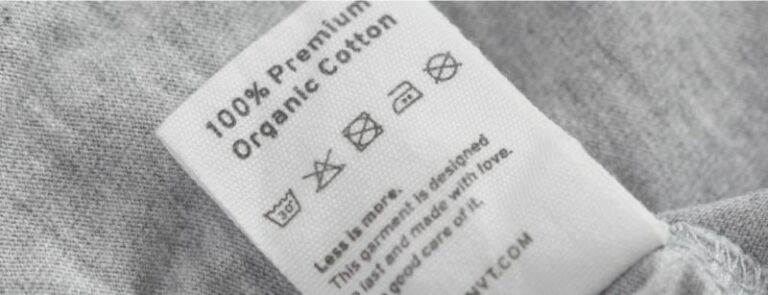 100% Premium
Organic Cotton
30°
Less is more.
This garment is designed
last and made with love.
good care of it.